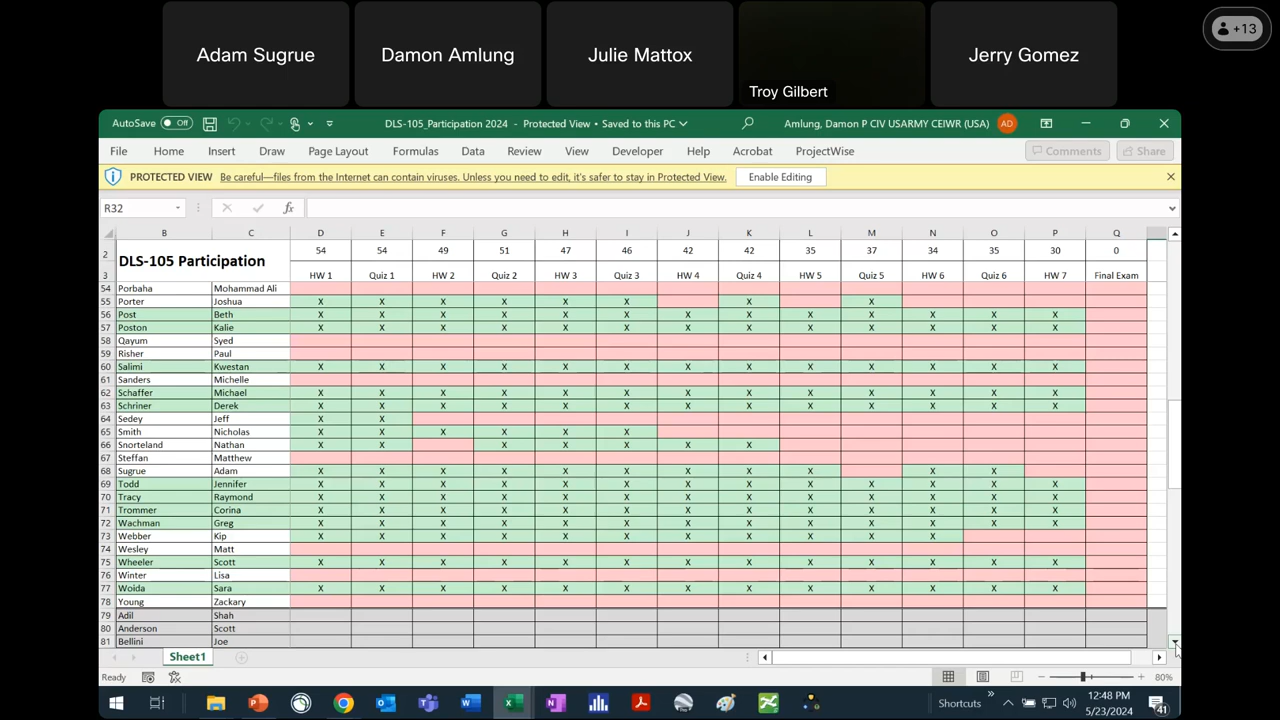 Adam Sugrue Damon Amlung Julie Mattox Troy Gilbert Jerry Gomez +13
AutoSave Off DLS-105_Participation 2024 - Protected View • Saved to this PC Amlung, Damon P CIV USARMY CEIWR (USA) AD
File Home Insert Draw Page Layout Formulas Data Review View Developer Help Acrobat ProjectWise Comments Share
PROTECTED VIEW Be careful—files from the Internet can contain viruses. Unless you need to edit, it's safer to stay in Protected View. Enable Editing
R32 fx
B C D E F G H I J K L M N O P Q
2 DLS-105 Participation 54 54 49 51 47 46 42 42 35 37 34 35 30 0
3 HW 1 Quiz 1 HW 2 Quiz 2 HW 3 Quiz 3 HW 4 Quiz 4 HW 5 Quiz 5 HW 6 Quiz 6 HW 7 Final Exam
54 Porbaha Mohammad Ali
55 Porter Joshua X X X X X X X X
56 Post Beth X X X X X X X X X X X X X
57 Poston Kalie X X X X X X X X X X X X X
58 Qayum Syed
59 Risher Paul
60 Salimi Kwestan X X X X X X X X X X X X X
61 Sanders Michelle
62 Schaffer Michael X X X X X X X X X X X X X
63 Schriner Derek X X X X X X X X X X X X X
64 Sedey Jeff X X
65 Smith Nicholas X X X X X X
66 Snorteland Nathan X X X X X X X
67 Steffan Matthew
68 Sugrue Adam X X X X X X X X X X X
69 Todd Jennifer X X X X X X X X X X X X X
70 Tracy Raymond X X X X X X X X X X X X X
71 Trommer Corina X X X X X X X X X X X X X
72 Wachman Greg X X X X X X X X X X X X X
73 Webber Kip X X X X X X X X X X X
74 Wesley Matt
75 Wheeler Scott X X X X X X X X X X X X X
76 Winter Lisa
77 Woida Sara X X X X X X X X X X X X X
78 Young Zackary
79 Adil Shah
80 Anderson Scott
81 Bellini Joe
Sheet1
Ready 80%
Shortcuts 12:48 PM
5/23/2024 41